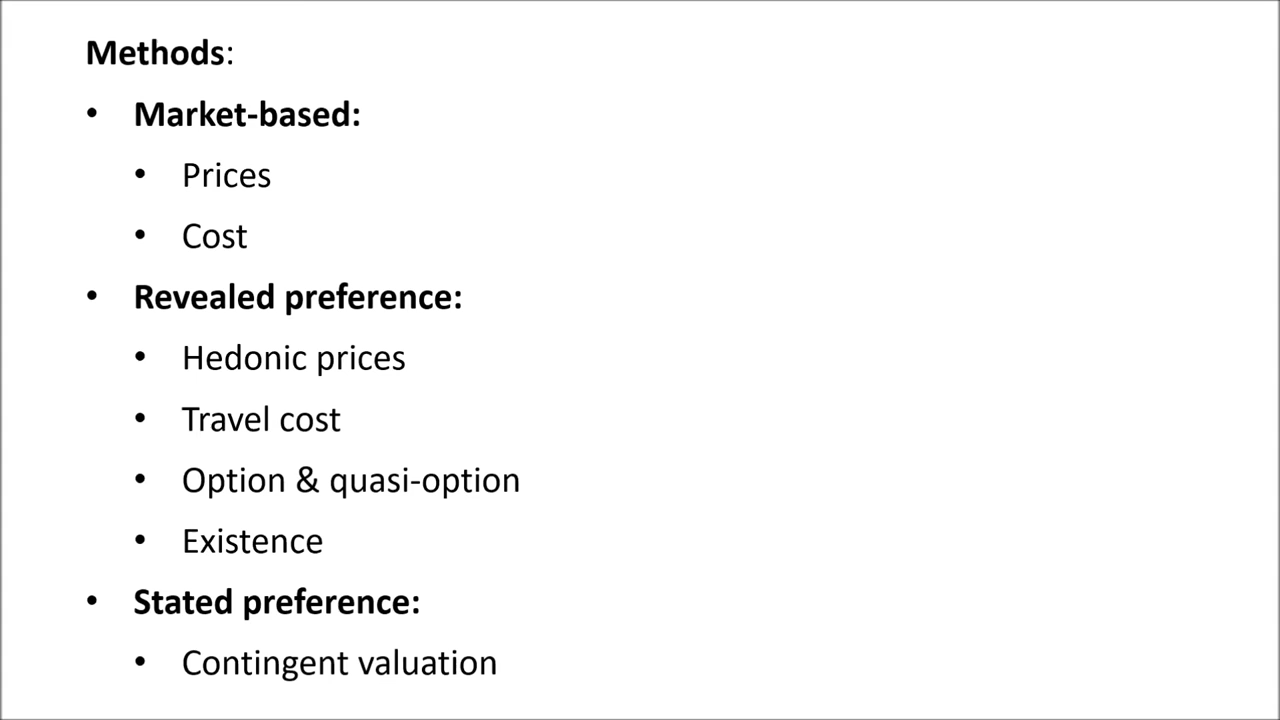 Methods:
• Market-based:
• Prices
• Cost
• Revealed preference:
• Hedonic prices
• Travel cost
• Option & quasi-option
• Existence
• Stated preference:
• Contingent valuation